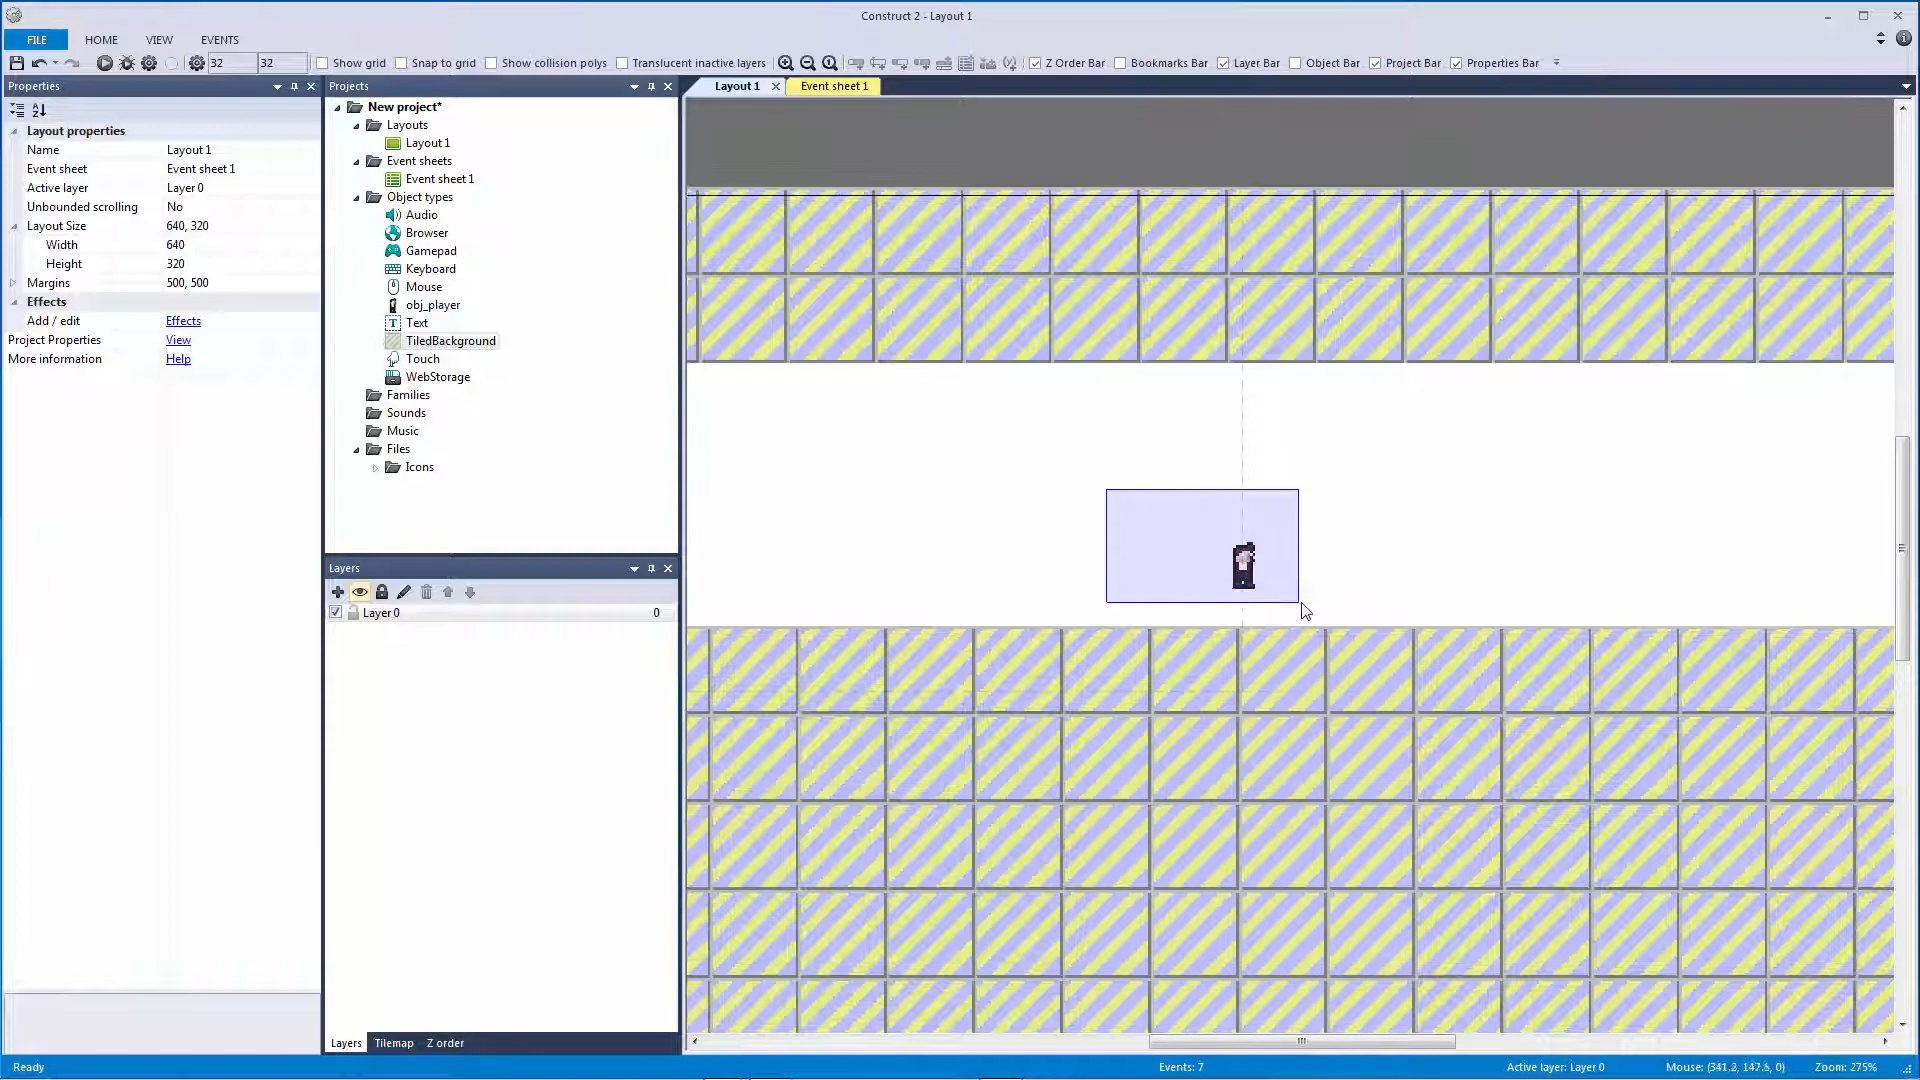 Construct 2 - Layout 1
FILE HOME VIEW EVENTS
32 32 Show grid Snap to grid Show collision polys Translucent inactive layers Z Order Bar Bookmarks Bar Layer Bar Object Bar Project Bar Properties Bar
Properties
Layout properties
Name Layout 1
Event sheet Event sheet 1
Active layer Layer 0
Unbounded scrolling No
Layout Size 640, 320
Width 640
Height 320
Margins 500, 500
Effects
Add / edit Effects
Project Properties View
More information Help
Projects
New project*
Layouts
Layout 1
Event sheets
Event sheet 1
Object types
Audio
Browser
Gamepad
Keyboard
Mouse
obj_player
Text
TiledBackground
Touch
WebStorage
Families
Sounds
Music
Files
Icons
Layers
Layer 0 0
Layers Tilemap Z order
Layout 1 Event sheet 1
Ready Events: 7 Active layer: Layer 0 Mouse: (341.2, 147.5, 0) Zoom: 275%